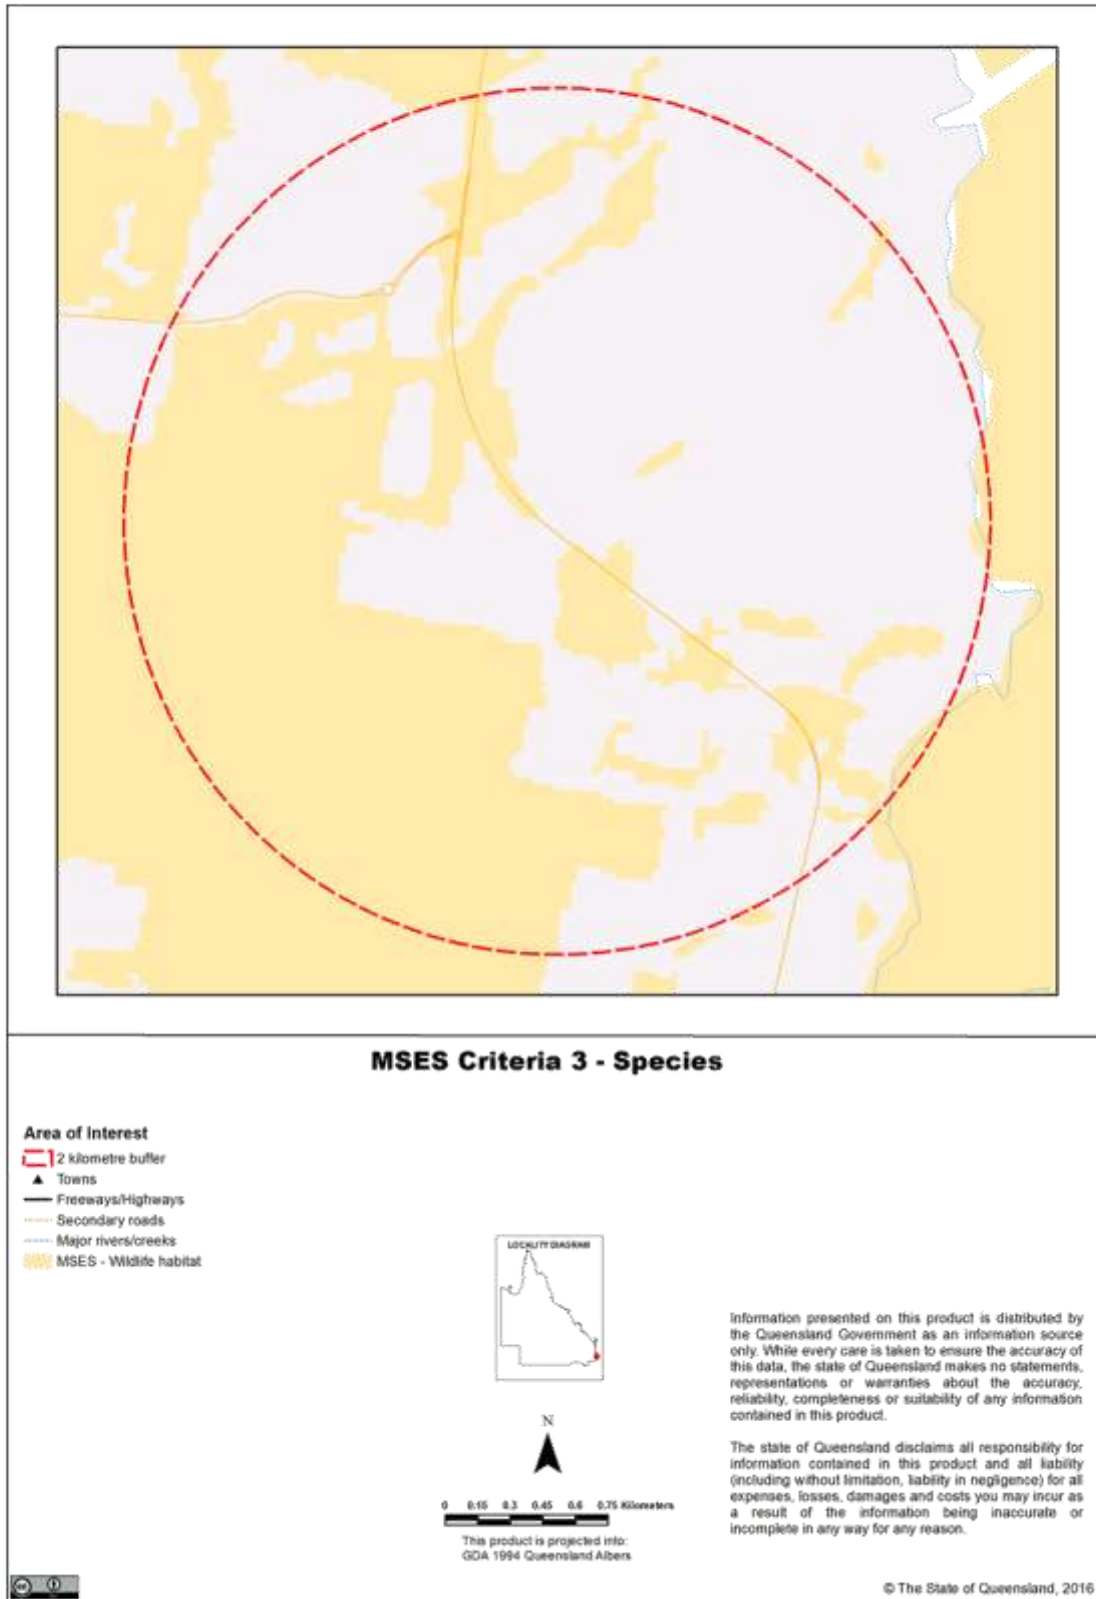 MSES Criteria 3 - Species
Area of Interest
2 kilometre buffer
Towns
Freeways/Highways
Secondary roads
Major rivers/creeks
MSES - Wildlife habitat
LOCALITY DIAGRAM
N
0 0.15 0.3 0.45 0.6 0.75 Kilometers
This product is projected into:
GDA 1994 Queensland Albers
Information presented on this product is distributed by
the Queensland Government as an information source
only. While every care is taken to ensure the accuracy of
this data, the state of Queensland makes no statements,
representations or warranties about the accuracy,
reliability, completeness or suitability of any information
contained in this product.
The state of Queensland disclaims all responsibility for
information contained in this product and all liability
(including without limitation, liability in negligence) for all
expenses, losses, damages and costs you may incur as
a result of the information being inaccurate or
incomplete in any way for any reason.
© The State of Queensland, 2016